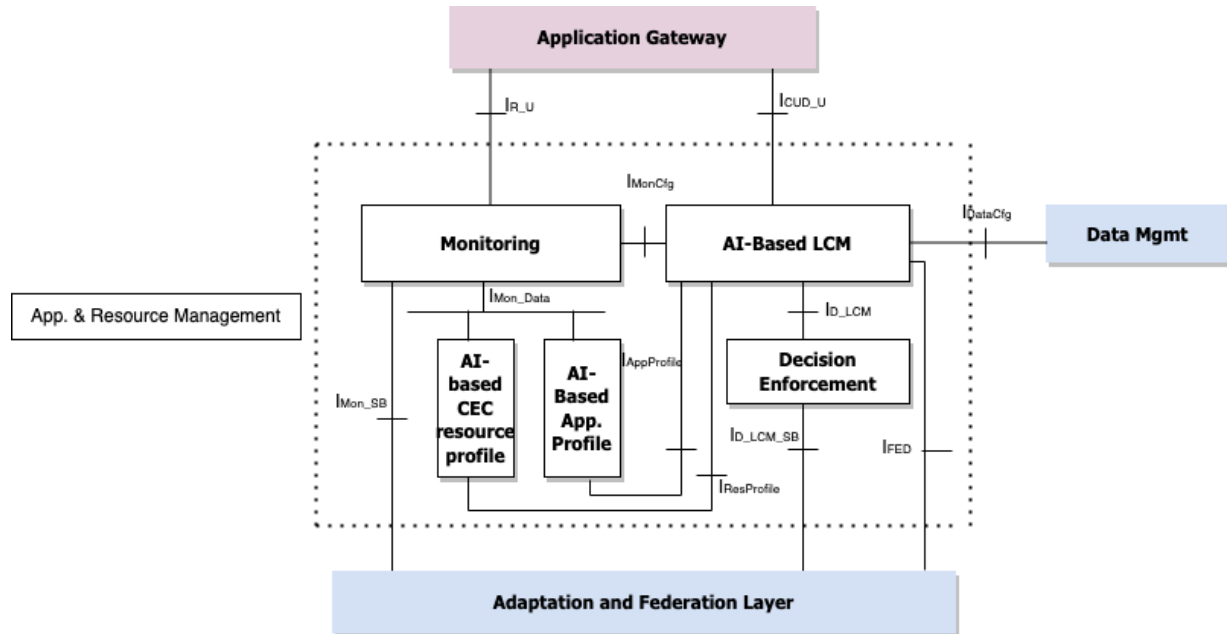 Application Gateway
IR_U
ICUD_U
IMonCfg
IDataCfg
Monitoring
AI-Based LCM
Data Mgmt
IMon_Data
App. & Resource Management
ID_LCM
AI-
based
CEC
resource
profile
AI-
Based
App.
Profile
IAppProfile
Decision
Enforcement
IMon_SB
ID_LCM_SB
IFED
IResProfile
Adaptation and Federation Layer